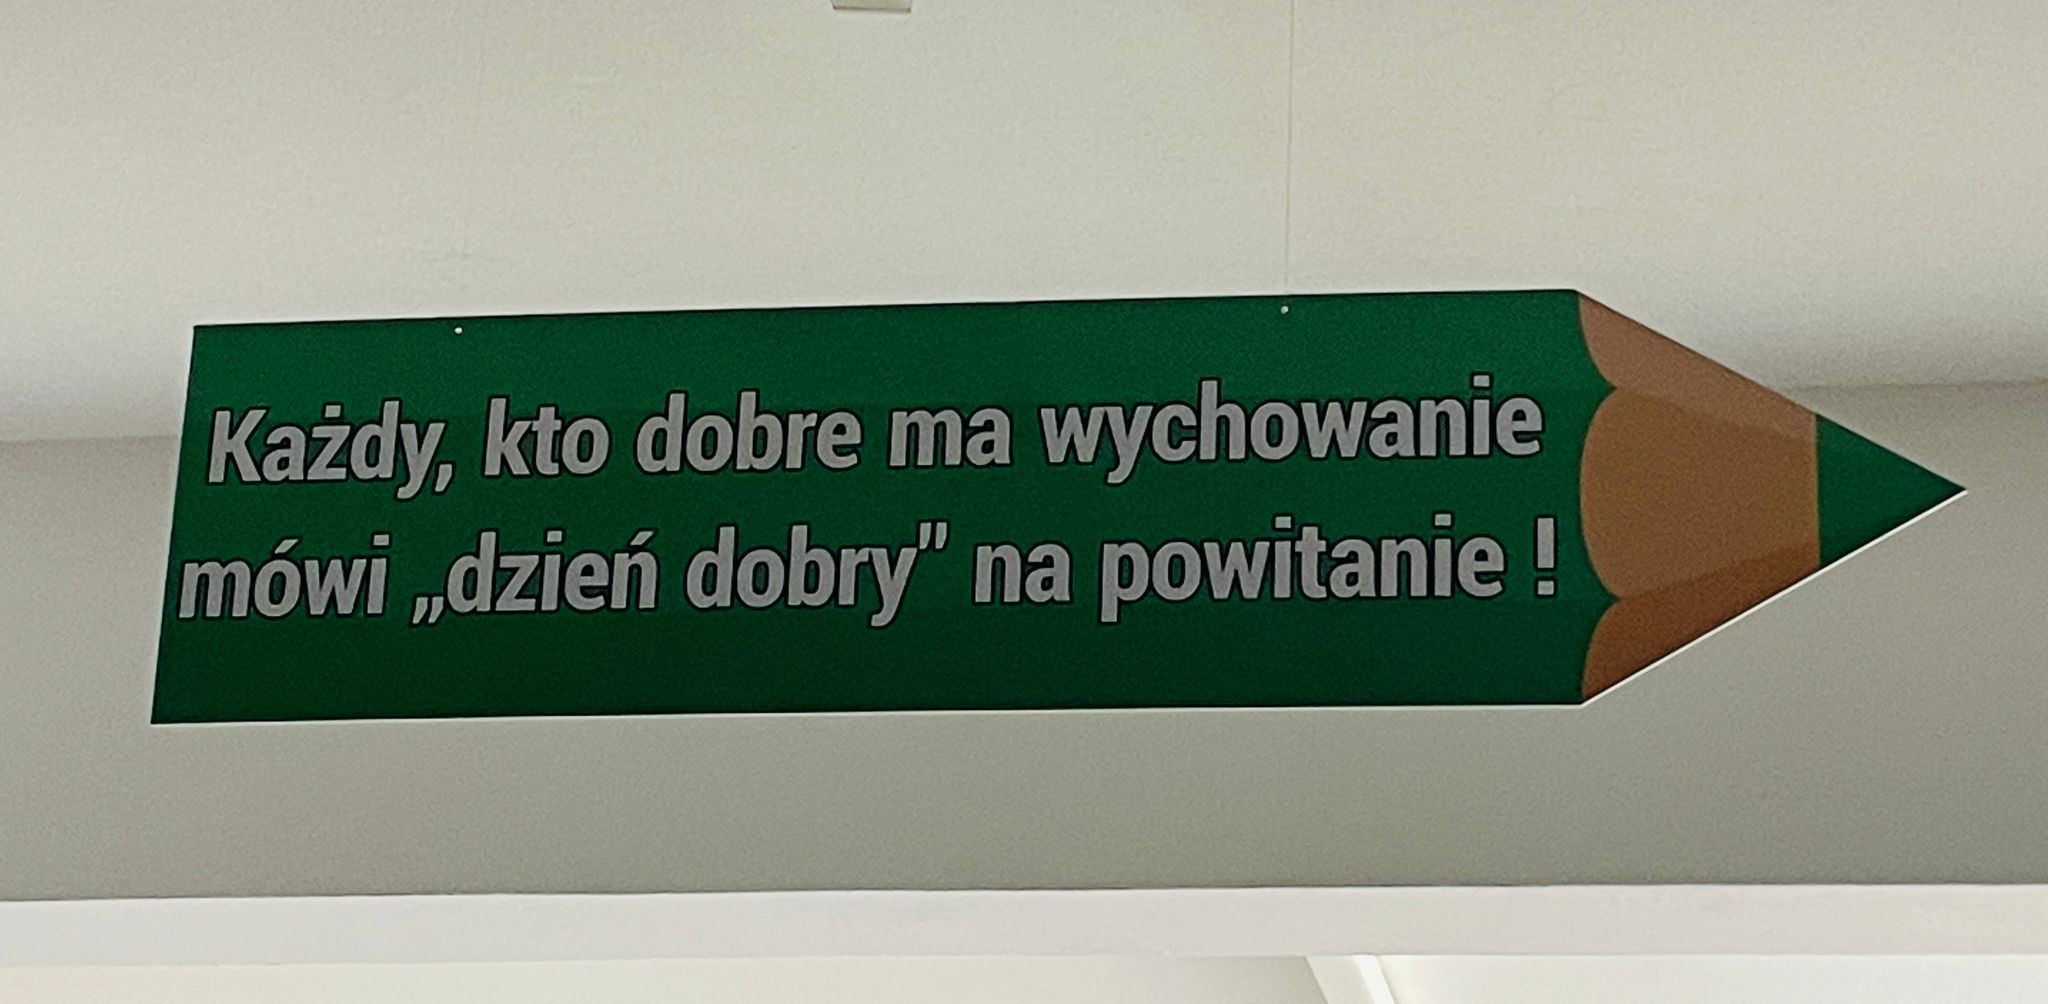 Każdy, kto dobre ma wychowanie
mówi „dzień dobry" na powitanie !